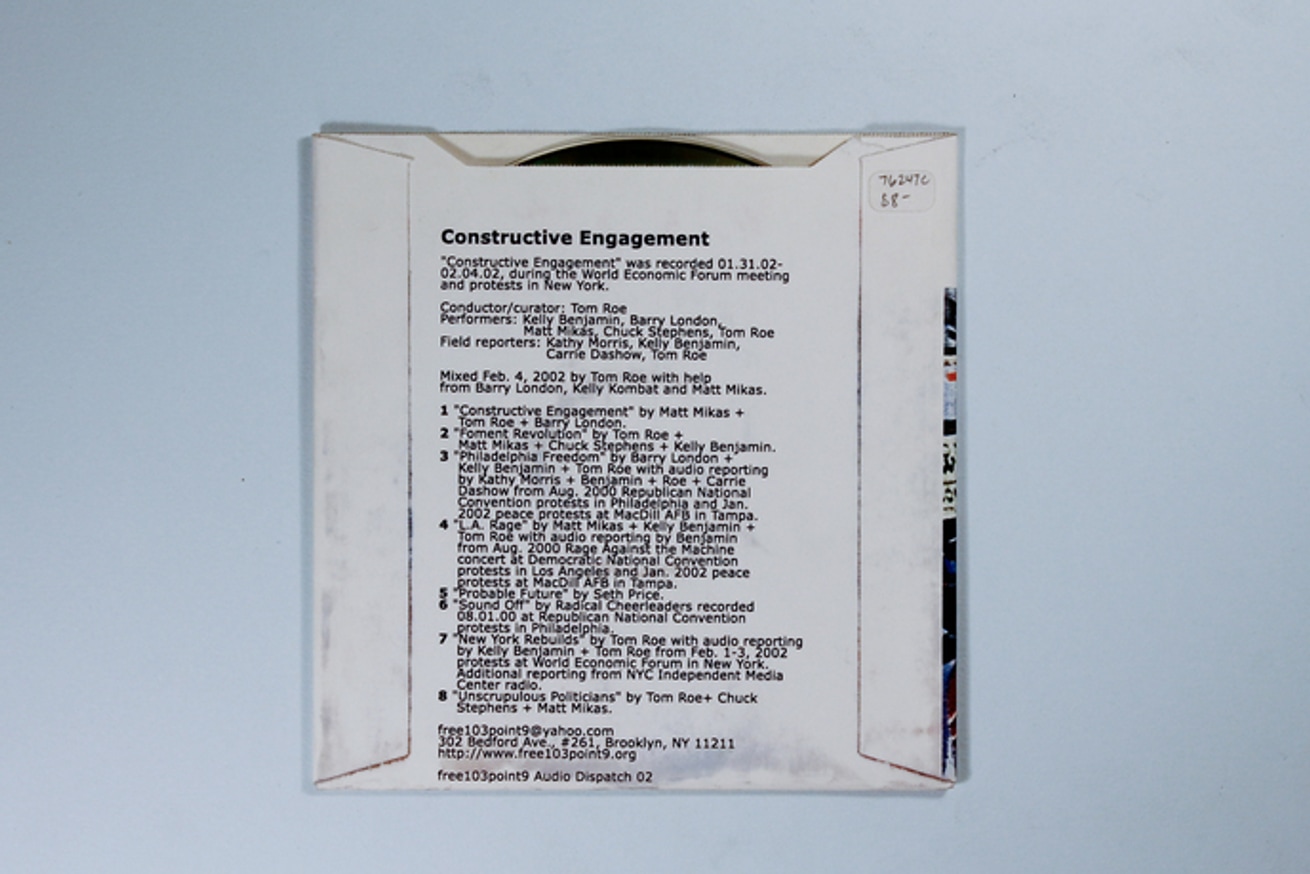 76247C
$8-
Constructive Engagement
"Constructive Engagement" was recorded 01.31.02-
02.04.02, during the World Economic Forum meeting
and protests in New York.
Conductor/curator: Tom Roe
Performers: Kelly Benjamin, Barry London,
Matt Mikas, Chuck Stephens, Tom Roe
Field reporters: Kathy Morris, Kelly Benjamin,
Carrie Dashow, Tom Roe
Mixed Feb. 4, 2002 by Tom Roe with help
from Barry London, Kelly Kombat and Matt Mikas.
1 "Constructive Engagement" by Matt Mikas +
Tom Roe + Barry London.
2 "Foment Revolution" by Tom Roe +
Matt Mikas + Chuck Stephens + Kelly Benjamin.
3 "Philadelphia Freedom" by Barry London +
Kelly Benjamin + Tom Roe with audio reporting
by Kathy Morris + Benjamin + Roe + Carrie
Dashow from Aug. 2000 Republican National
Convention protests in Philadelphia and Jan.
2002 peace protests at MacDill AFB in Tampa.
4 "L.A. Rage" by Matt Mikas + Kelly Benjamin +
Tom Roe with audio reporting by Benjamin
from Aug. 2000 Rage Against the Machine
concert at Democratic National Convention
protests in Los Angeles and Jan. 2002 peace
protests at MacDill AFB in Tampa.
5 "Probable Future" by Seth Price.
6 "Sound Off" by Radical Cheerleaders recorded
08.01.00 at Republican National Convention
protests in Philadelphia.
7 "New York Rebuilds" by Tom Roe with audio reporting
by Kelly Benjamin + Tom Roe from Feb. 1-3, 2002
protests at World Economic Forum in New York.
Additional reporting from NYC Independent Media
Center radio.
8 "Unscrupulous Politicians" by Tom Roe+ Chuck
Stephens + Matt Mikas.
free103point9@yahoo.com
302 Bedford Ave., #261, Brooklyn, NY 11211
http://www.free103point9.org
free103point9 Audio Dispatch 02